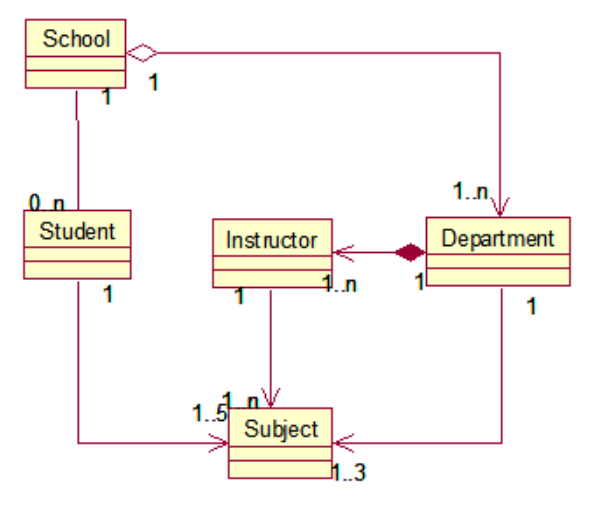 School
1
1
0..n
1..n
Student
Instructor
Department
1
1
1..n
1
1
1..n
1..5
Subject
1..3